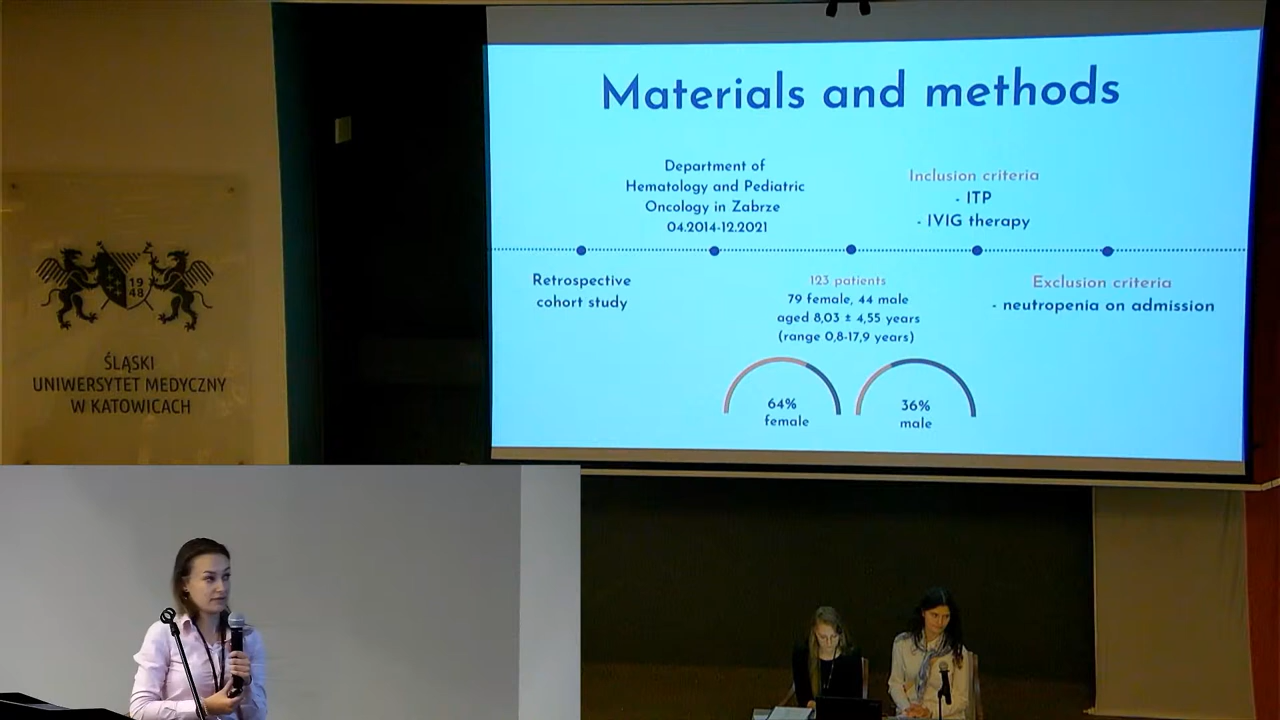 Materials and methods
Department of
Hematology and Pediatric
Oncology in Zabrze
04.2014-12.2021
Inclusion criteria
- ITP
- IVIG therapy
Retrospective
cohort study
123 patients
79 female, 44 male
aged 8,03 ± 4,55 years
(range 0,8-17,9 years)
Exclusion criteria
- neutropenia on admission
64%
female
36%
male
19
48
ŚLĄSKI
UNIWERSYTET MEDYCZNY
W KATOWICACH